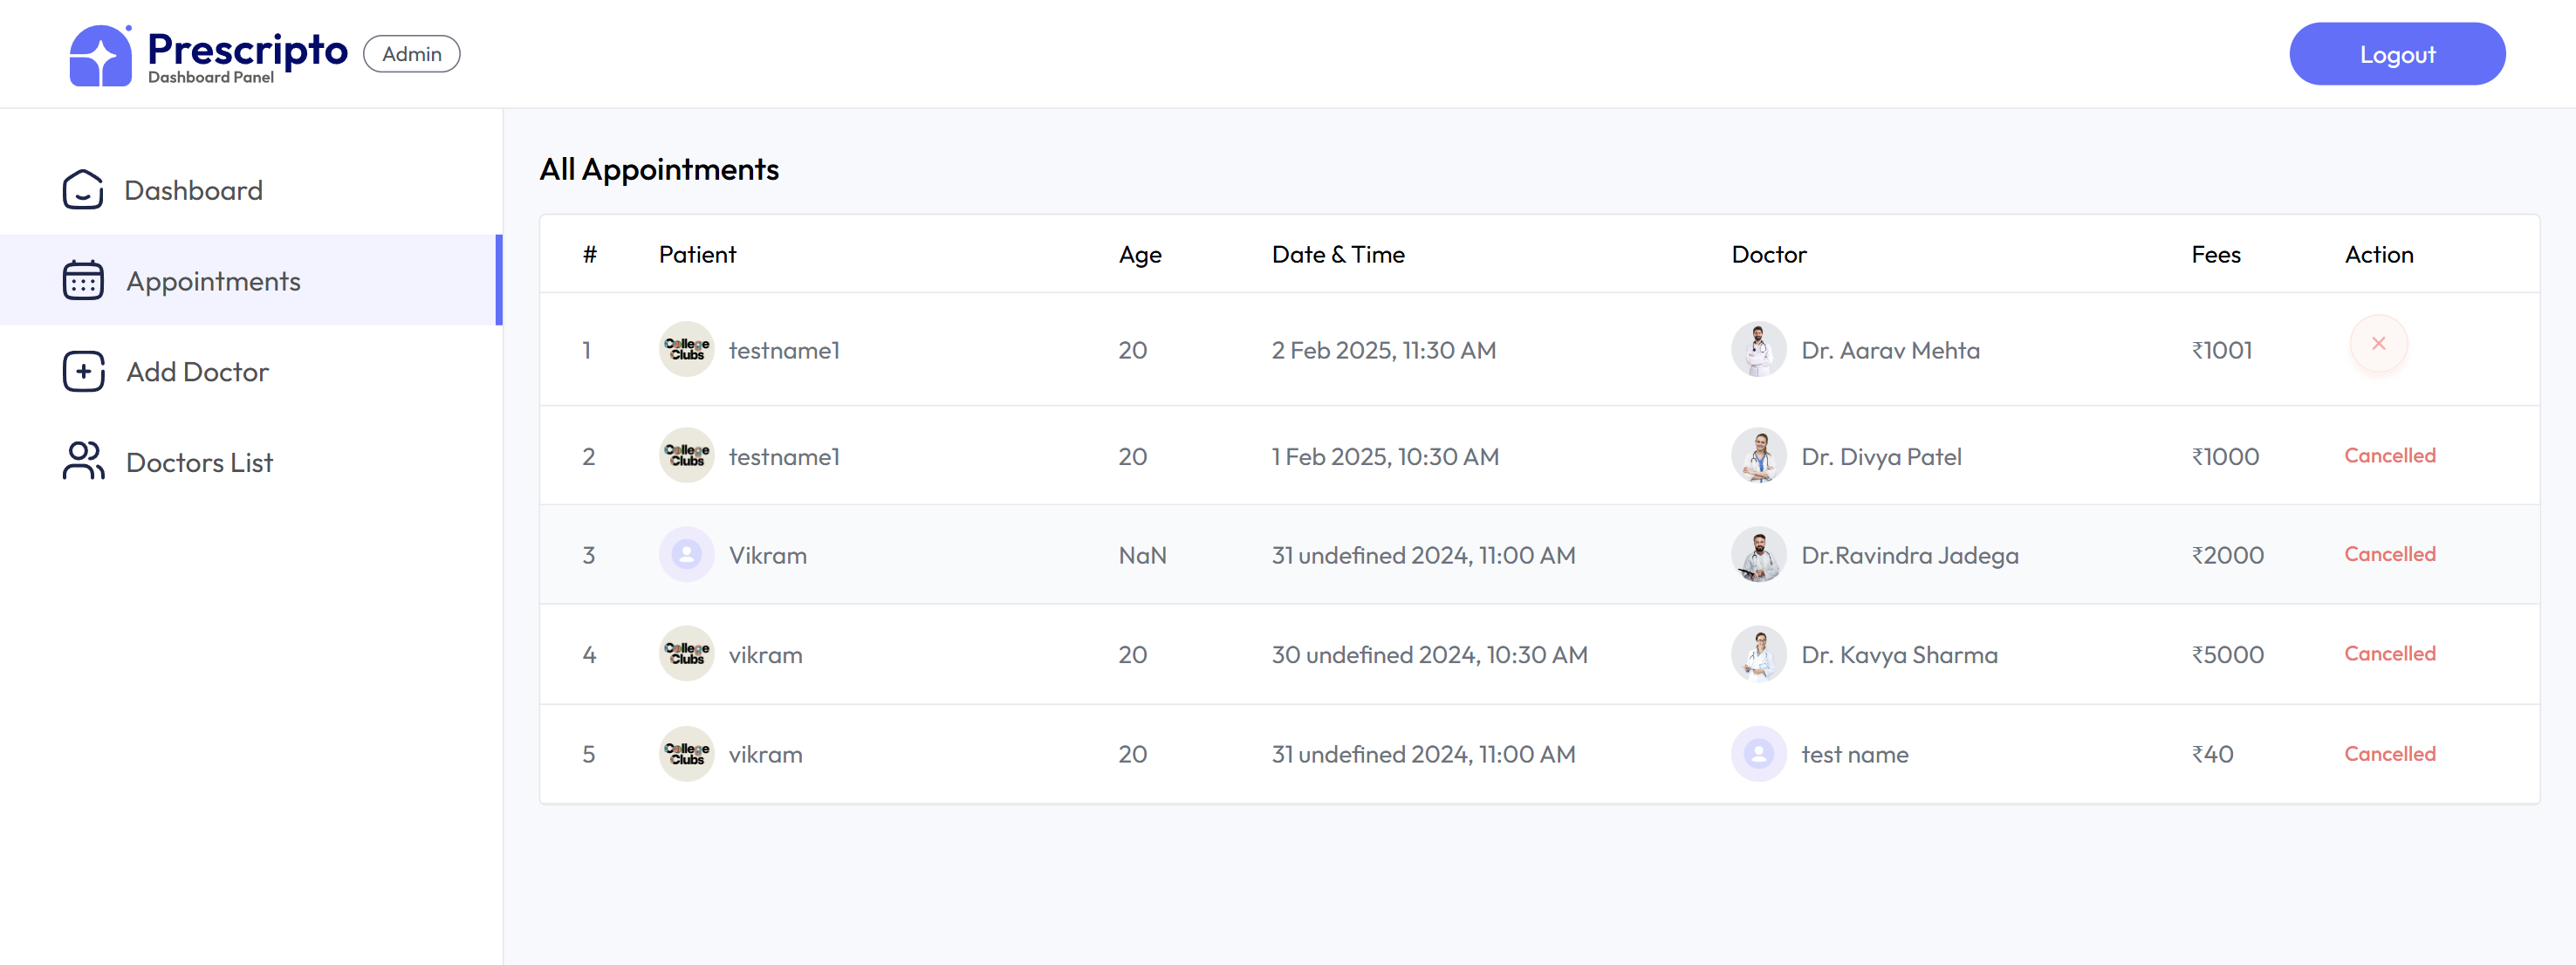 Prescripto
Dashboard Panel
Admin
Logout
Dashboard
Appointments
Add Doctor
Doctors List
All Appointments
# Patient Age Date & Time Doctor Fees Action
1 College Clubs testname1 20 2 Feb 2025, 11:30 AM Dr. Aarav Mehta ₹1001
2 College Clubs testname1 20 1 Feb 2025, 10:30 AM Dr. Divya Patel ₹1000 Cancelled
3 Vikram NaN 31 undefined 2024, 11:00 AM Dr.Ravindra Jadega ₹2000 Cancelled
4 College Clubs vikram 20 30 undefined 2024, 10:30 AM Dr. Kavya Sharma ₹5000 Cancelled
5 College Clubs vikram 20 31 undefined 2024, 11:00 AM test name ₹40 Cancelled